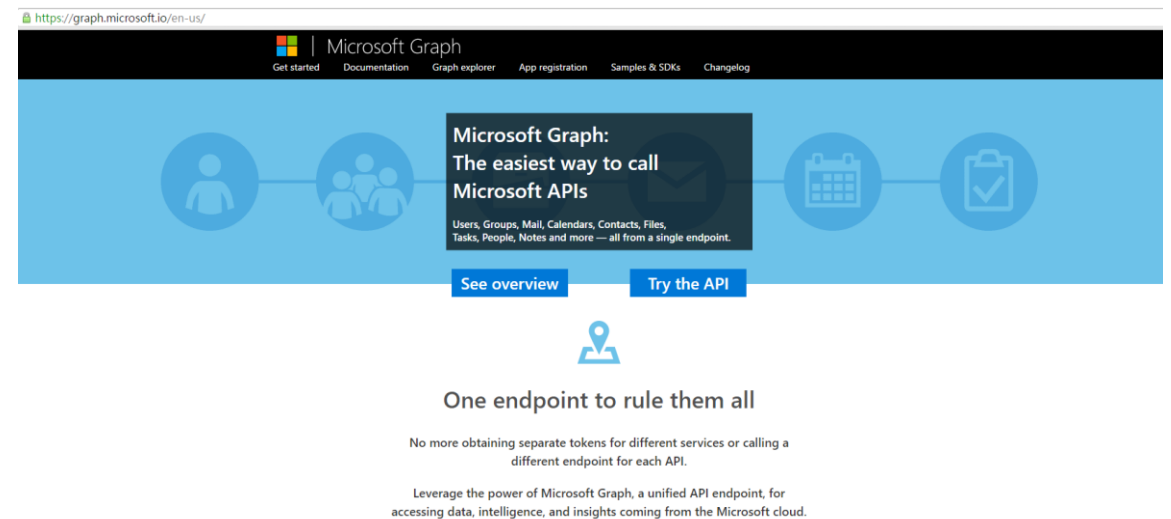 https://graph.microsoft.io/en-us/
Microsoft Graph
Get started Documentation Graph explorer App registration Samples & SDKs Changelog
Microsoft Graph:
The easiest way to call
Microsoft APIs
Users, Groups, Mail, Calendars, Contacts, Files,
Tasks, People, Notes and more — all from a single endpoint.
See overview Try the API
One endpoint to rule them all
No more obtaining separate tokens for different services or calling a
different endpoint for each API.
Leverage the power of Microsoft Graph, a unified API endpoint, for
accessing data, intelligence, and insights coming from the Microsoft cloud.